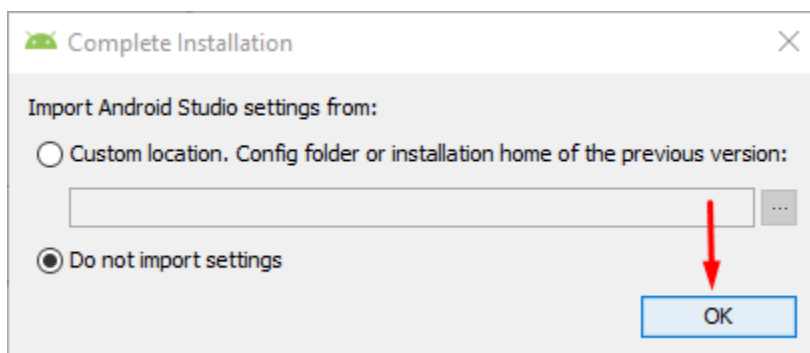 Complete Installation
Import Android Studio settings from:
Custom location. Config folder or installation home of the previous version:
...
Do not import settings
OK